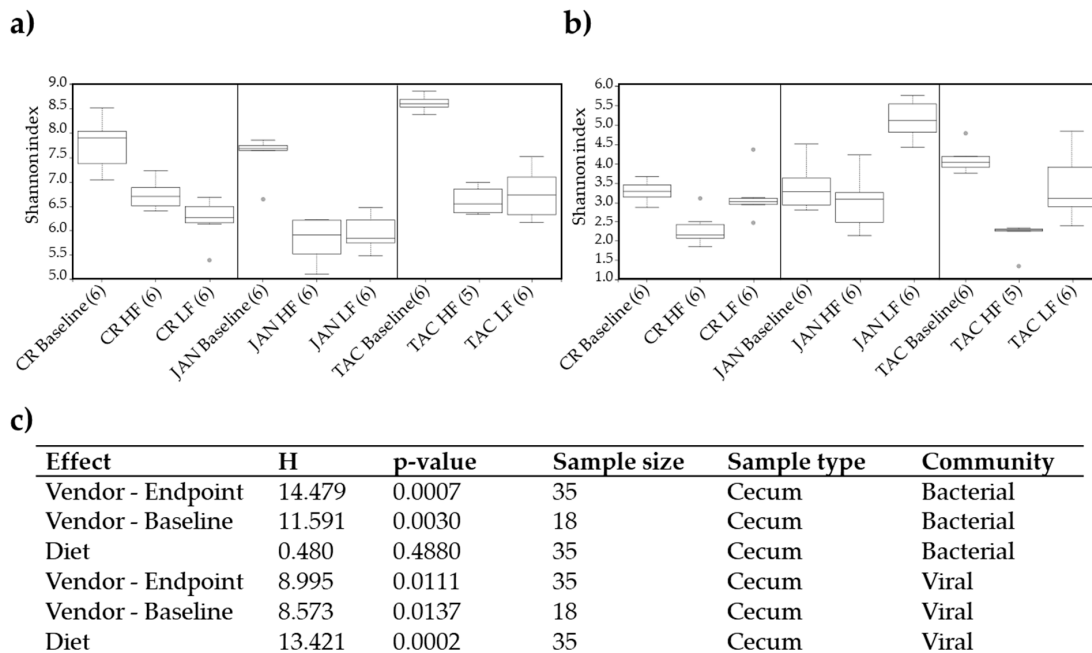 a)
b)
Shannon index
9.0
8.5
8.0
7.5
7.0
6.5
6.0
5.5
5.0
CR Baseline (6)
CR HF (6)
CR LF (6)
JAN Baseline (6)
JAN HF (6)
JAN LF (6)
TAC Baseline (6)
TAC HF (5)
TAC LF (6)
Shannon index
6.0
5.5
5.0
4.5
4.0
3.5
3.0
2.5
2.0
1.5
1.0
CR Baseline (6)
CR HF (6)
CR LF (6)
JAN Baseline (6)
JAN HF (6)
JAN LF (6)
TAC Baseline(6)
TAC HF (5)
TAC LF (6)
c)
Effect H p-value Sample size Sample type Community
Vendor - Endpoint 14.479 0.0007 35 Cecum Bacterial
Vendor - Baseline 11.591 0.0030 18 Cecum Bacterial
Diet 0.480 0.4880 35 Cecum Bacterial
Vendor - Endpoint 8.995 0.0111 35 Cecum Viral
Vendor - Baseline 8.573 0.0137 18 Cecum Viral
Diet 13.421 0.0002 35 Cecum Viral